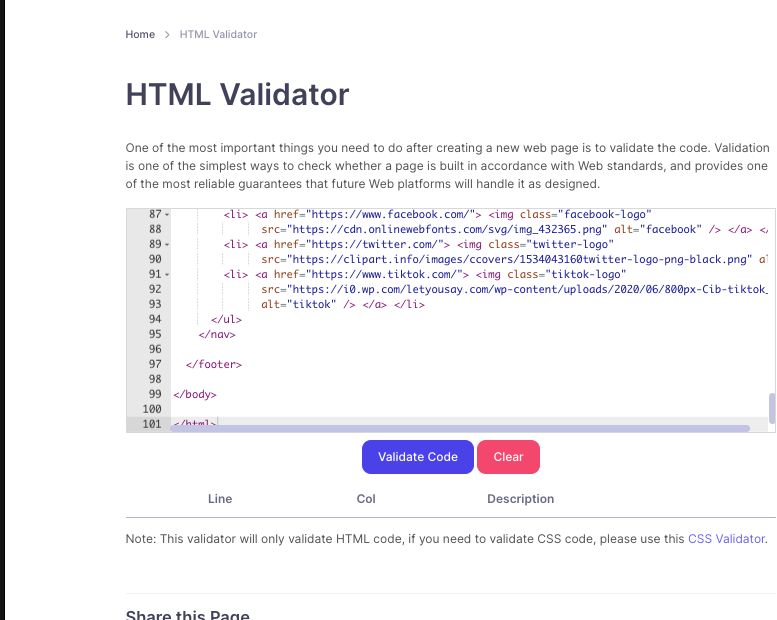 Home > HTML Validator
HTML Validator
One of the most important things you need to do after creating a new web page is to validate the code. Validation
is one of the simplest ways to check whether a page is built in accordance with Web standards, and provides one
of the most reliable guarantees that future Web platforms will handle it as designed.
87 <li> <a href="https://www.facebook.com/"> <img class="facebook-logo"
88 src="https://cdn.onlinewebfonts.com/svg/img_432365.png" alt="facebook" /> </a> </
89 <li> <a href="https://twitter.com/"> <img class="twitter-logo"
90 src="https://clipart.info/images/ccovers/1534043160twitter-logo-png-black.png" al
91 <li> <a href="https://www.tiktok.com/"> <img class="tiktok-logo"
92 src="https://i0.wp.com/letyousay.com/wp-content/uploads/2020/06/800px-Cib-tiktok_
93 alt="tiktok" /> </a> </li>
94 </ul>
95 </nav>
96
97 </footer>
98
99 </body>
100
101 </html>
Validate Code Clear
Line Col Description
Note: This validator will only validate HTML code, if you need to validate CSS code, please use this CSS Validator.
Share this Page